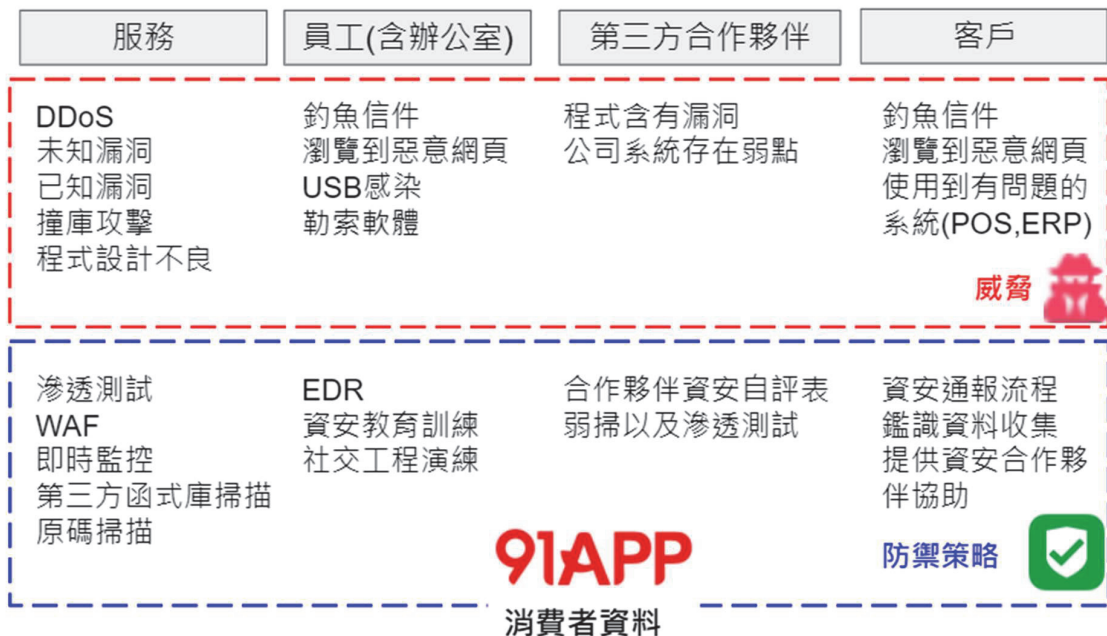 服務
員工(含辦公室)
第三方合作夥伴
客戶
DDoS
未知漏洞
已知漏洞
撞庫攻擊
程式設計不良
釣魚信件
瀏覽到惡意網頁
USB感染
勒索軟體
程式含有漏洞
公司系統存在弱點
釣魚信件
瀏覽到惡意網頁
使用到有問題的
系統(POS,ERP)
威脅
滲透測試
WAF
即時監控
第三方函式庫掃描
原碼掃描
EDR
資安教育訓練
社交工程演練
合作夥伴資安自評表
弱掃以及滲透測試
資安通報流程
鑑識資料收集
提供資安合作夥
伴協助
防禦策略
91APP
消費者資料